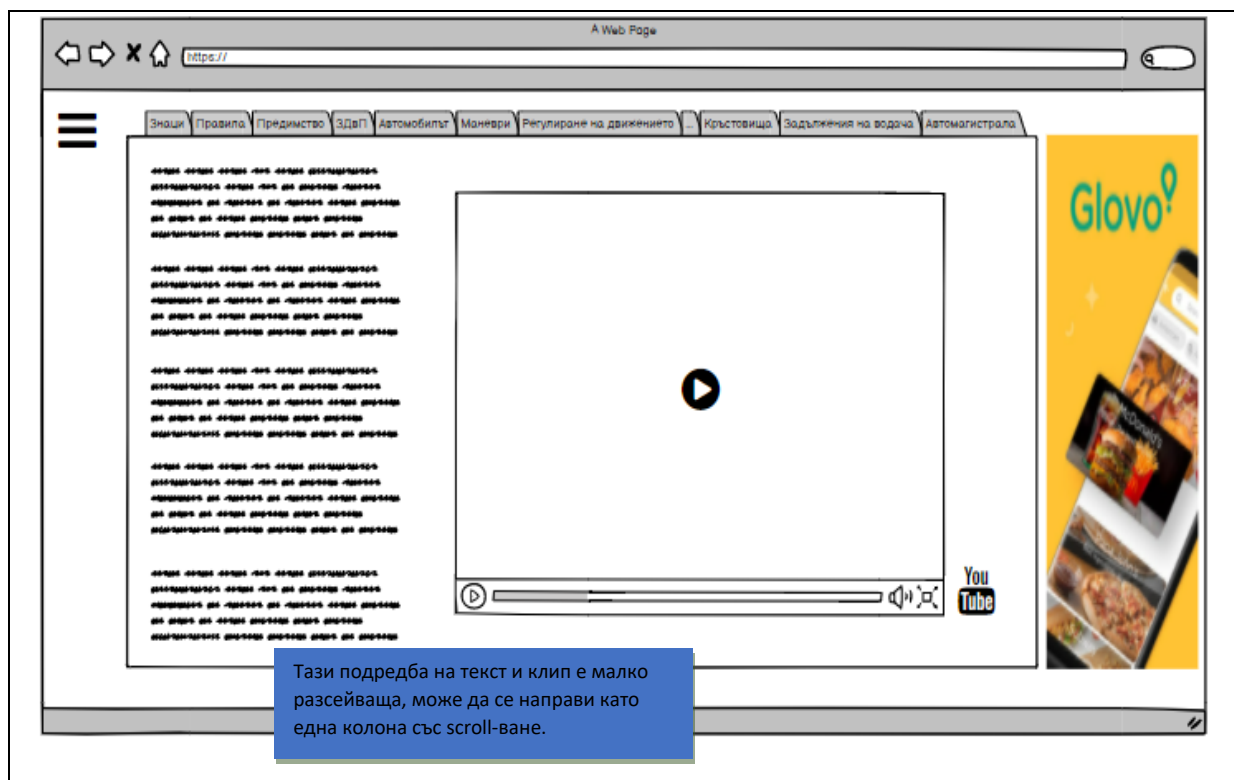 A Web Page
https://
Знаци Правила Предимство ЗДвП Автомобилът Маневри Регулиране на движението ... Кръстовища Задължения на водача Автомагистрала
Glovo
McDonald's
You
Tube
Тази подредба на текст и клип е малко
разсейваща, може да се направи като
една колона със scroll-ване.